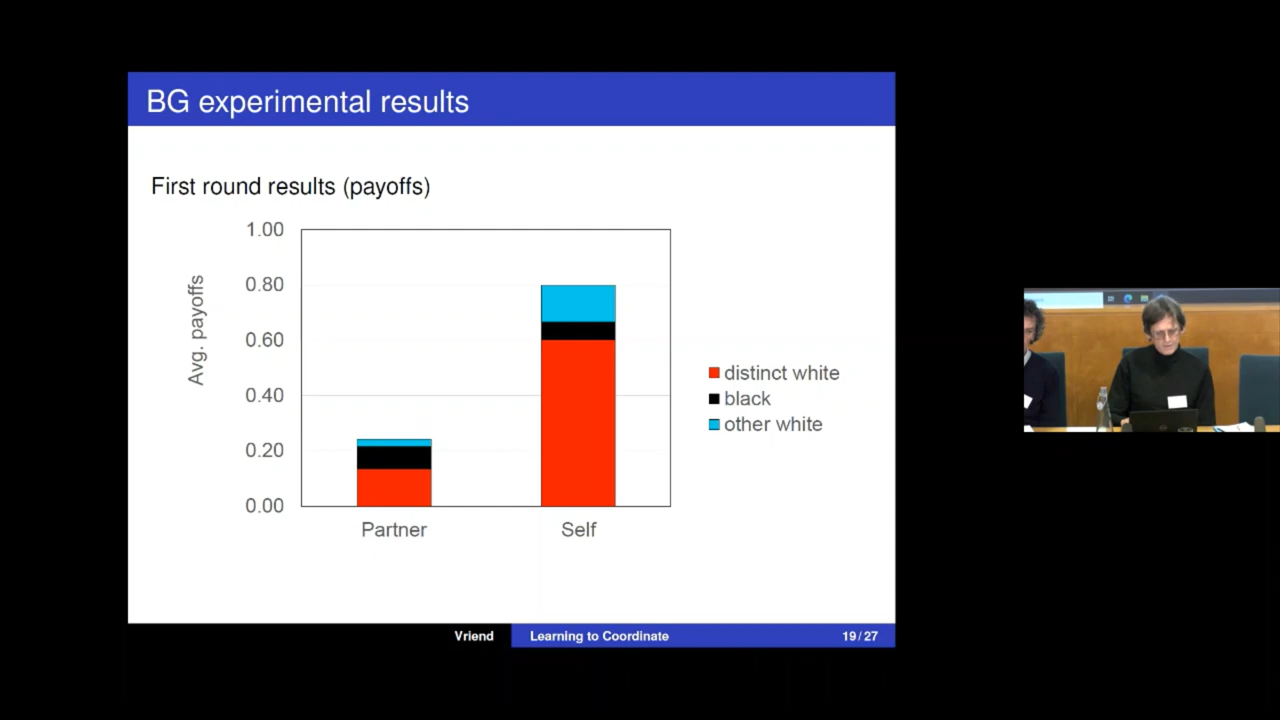 BG experimental results
First round results (payoffs)
1.00
0.80
0.60
0.40
0.20
0.00
Avg. payoffs
Partner
Self
distinct white
black
other white
Vriend
Learning to Coordinate
19/27